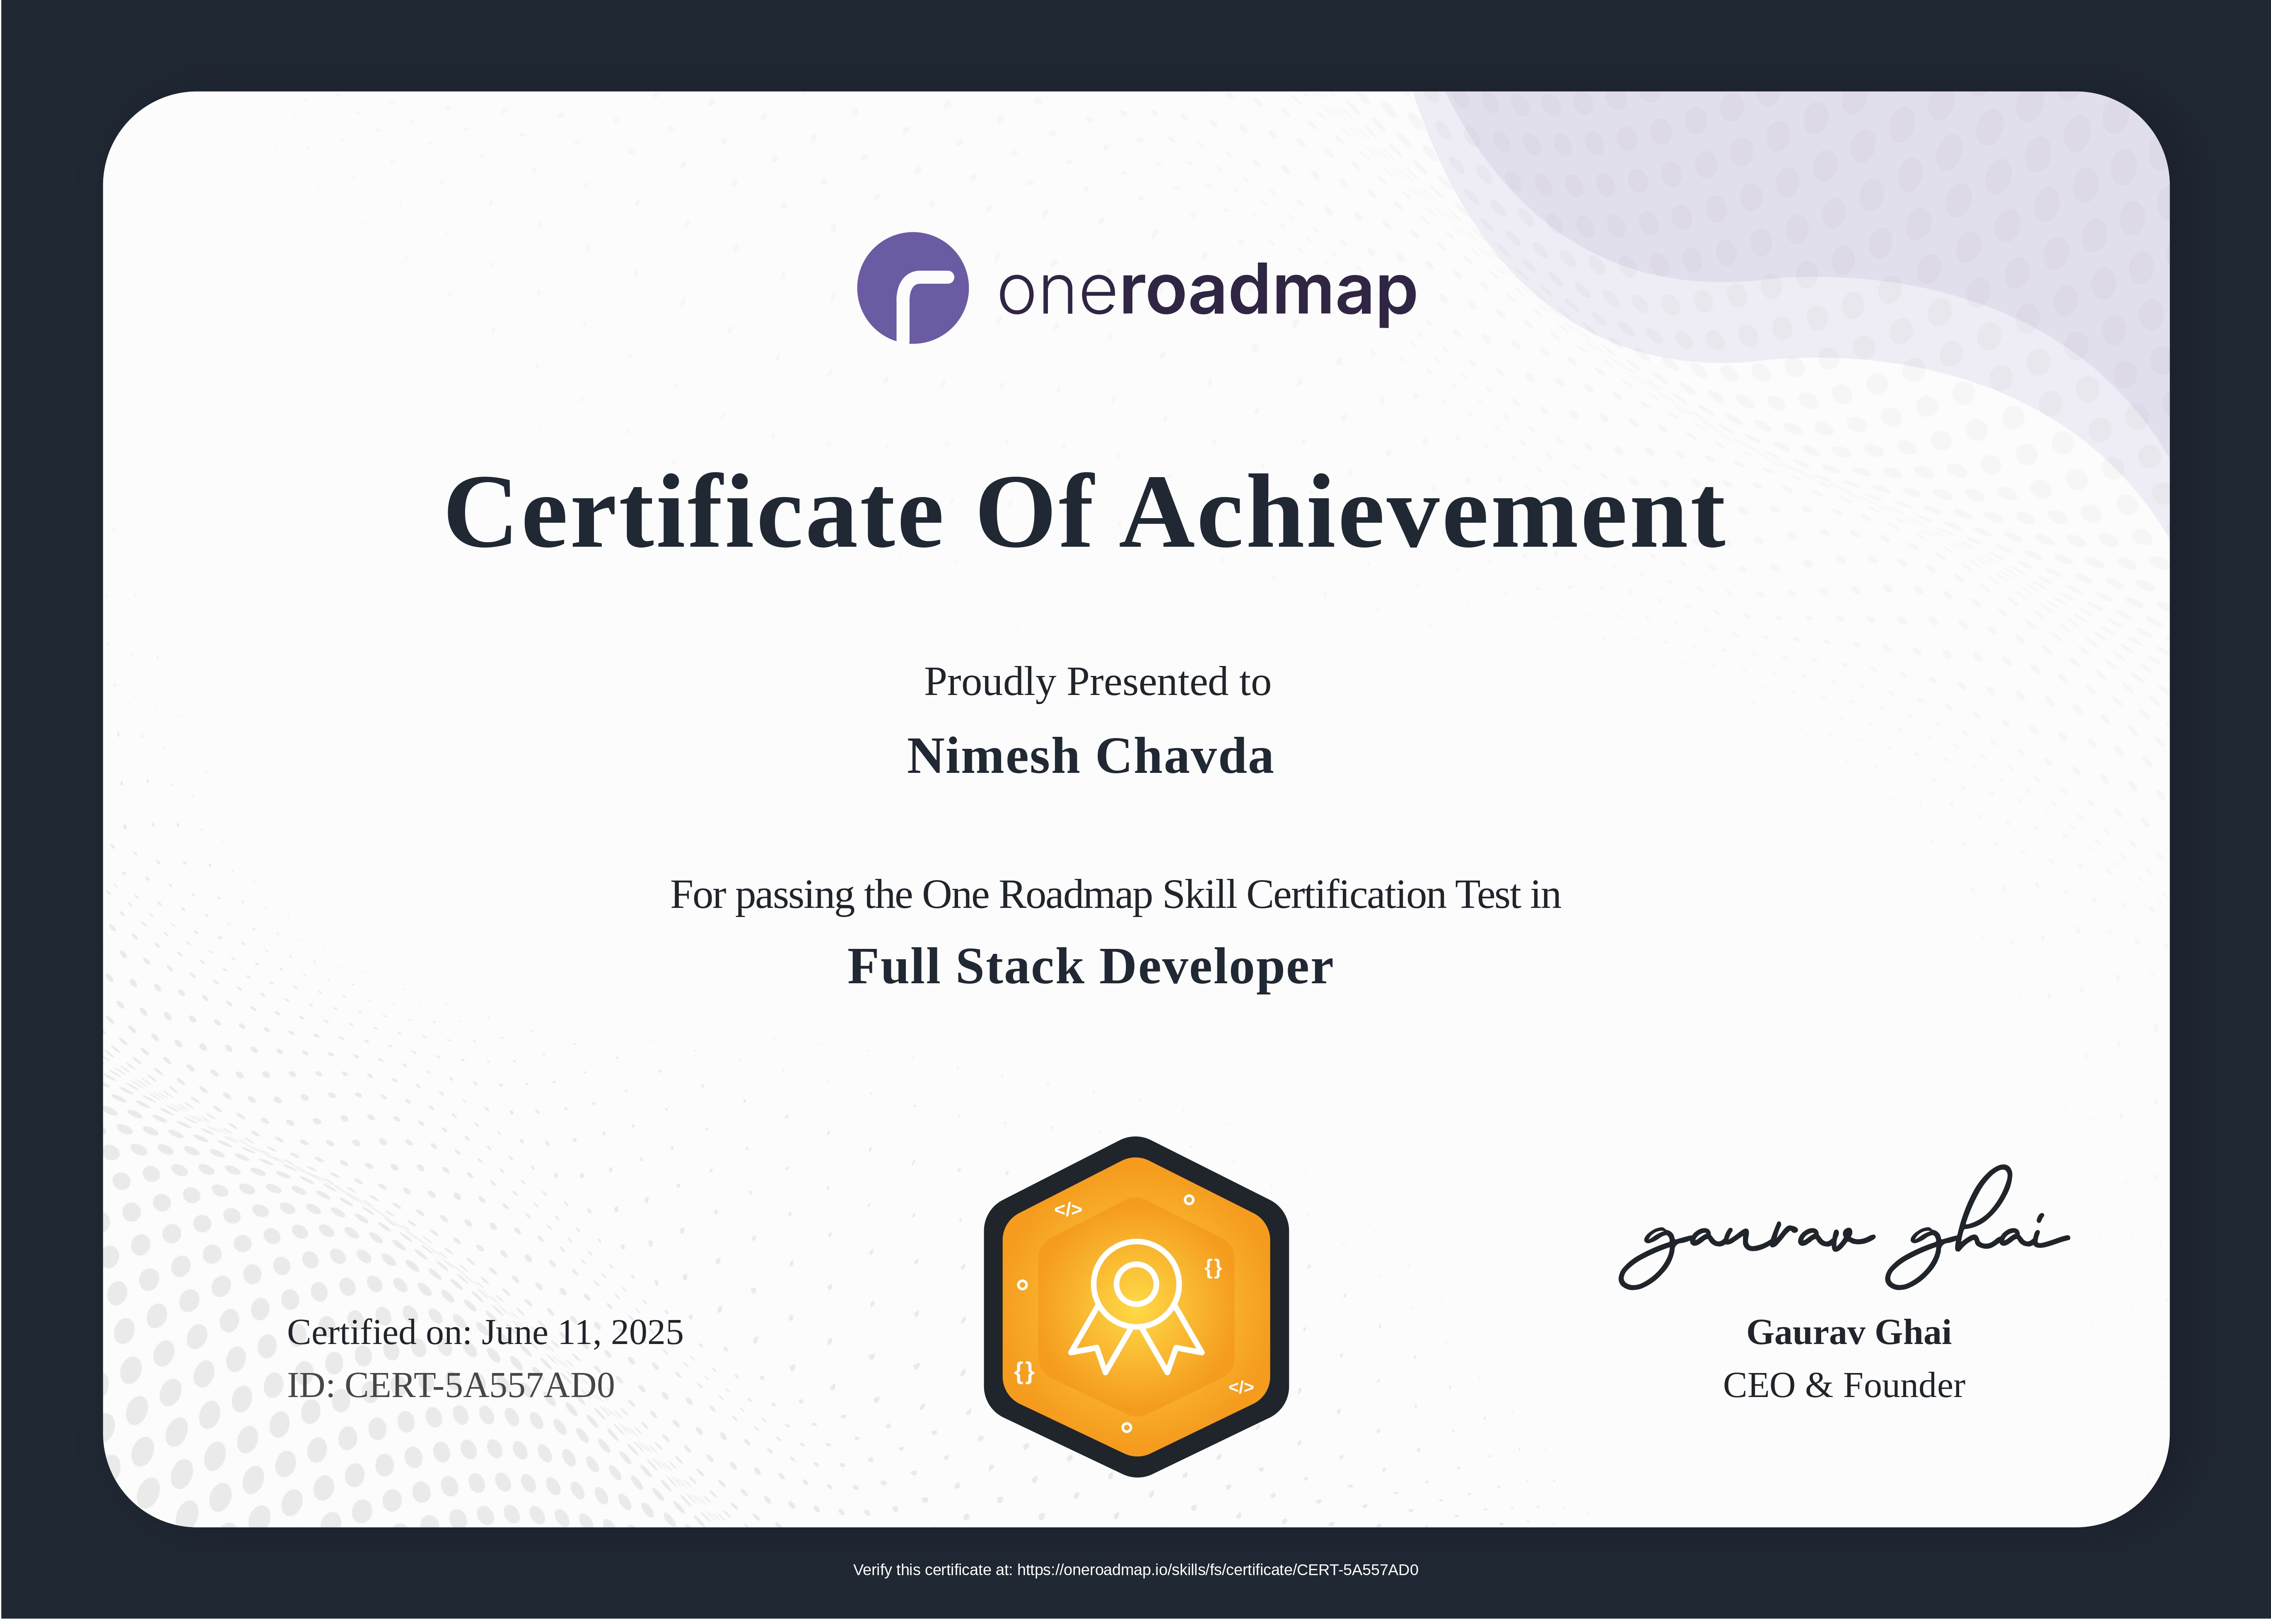 oneroadmap
Certificate Of Achievement
Proudly Presented to
Nimesh Chavda
For passing the One Roadmap Skill Certification Test in
Full Stack Developer
</>
{}
{}
</>
gaurav ghai
Certified on: June 11, 2025
ID: CERT-5A557AD0
Gaurav Ghai
CEO & Founder
Verify this certificate at: https://oneroadmap.io/skills/fs/certificate/CERT-5A557AD0